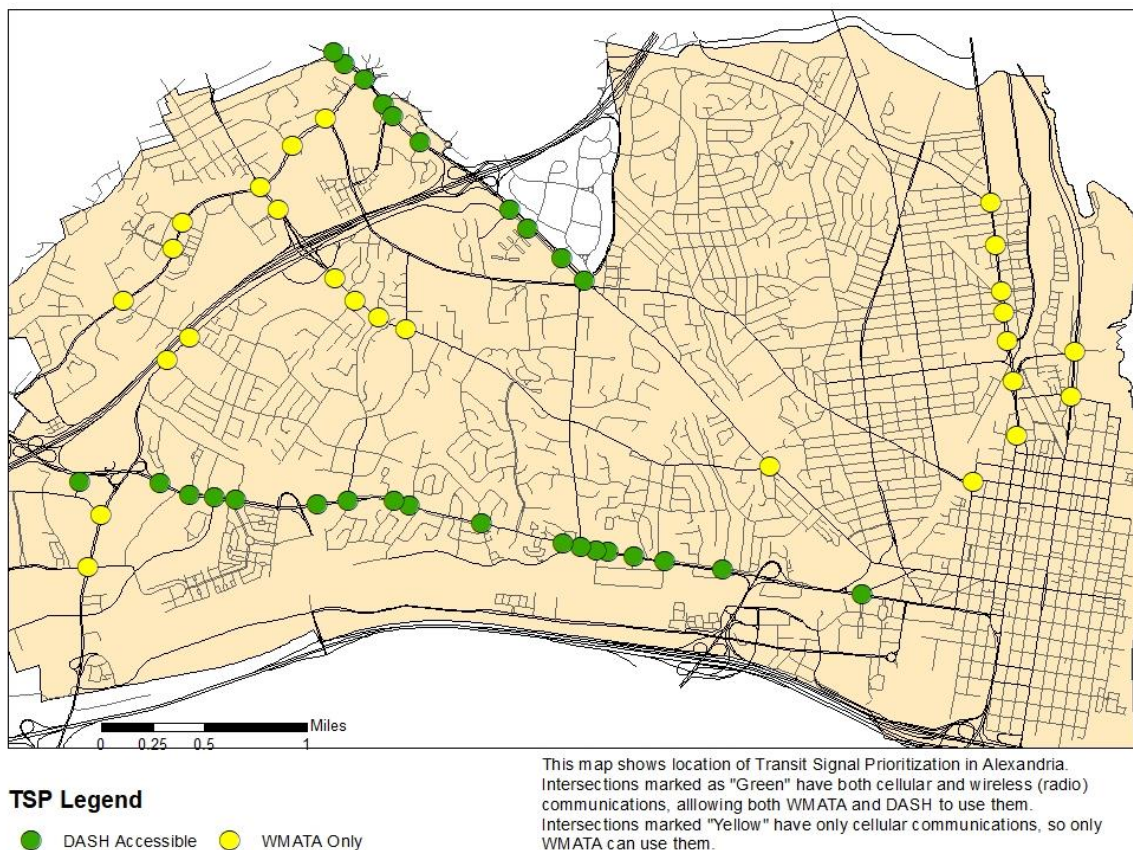 Miles
0 0.25 0.5 1
This map shows location of Transit Signal Prioritization in Alexandria.
Intersections marked as "Green" have both cellular and wireless (radio)
communications, alllowing both WMATA and DASH to use them.
Intersections marked "Yellow" have only cellular communications, so only
WMATA can use them.
TSP Legend
DASH Accessible WMATA Only